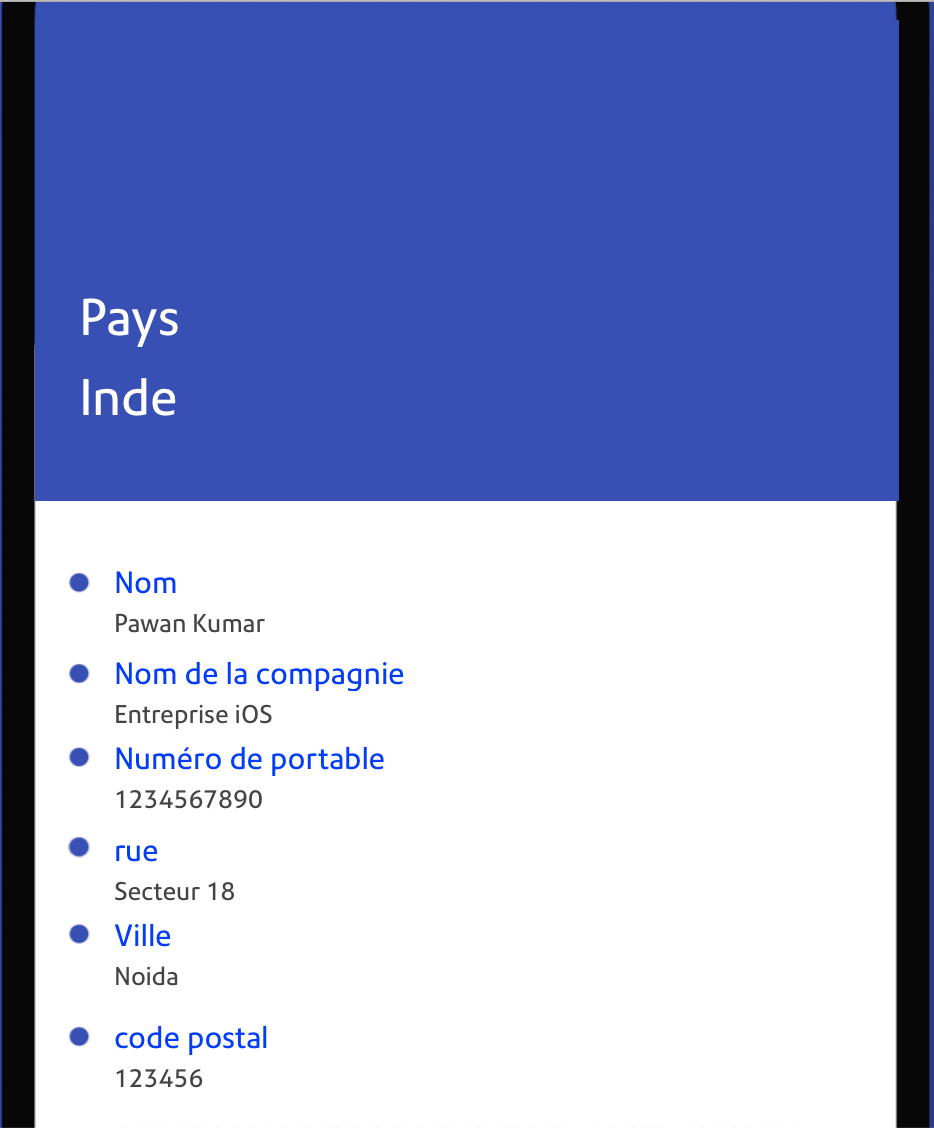 Pays
Inde
Nom
Pawan Kumar
Nom de la compagnie
Entreprise iOS
Numéro de portable
1234567890
rue
Secteur 18
Ville
Noida
code postal
123456